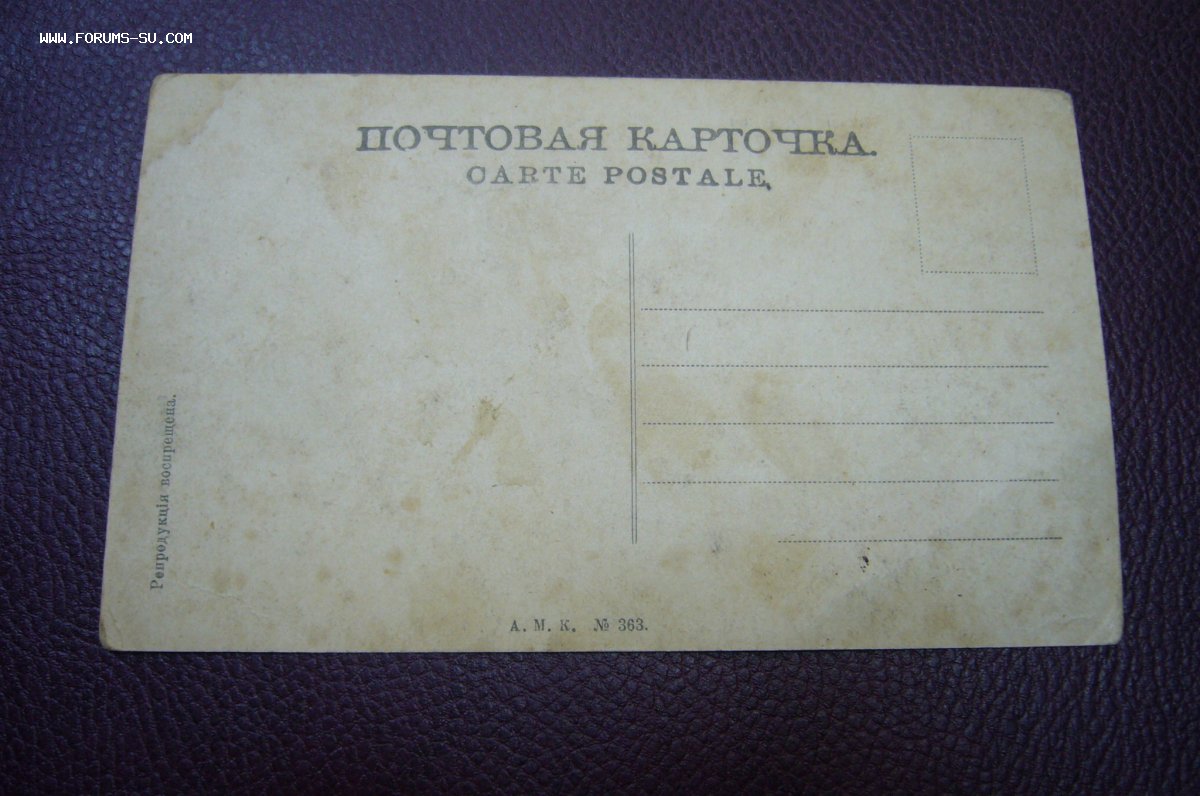 WWW.FORUMS-SU.COM
ПОЧТОВАЯ КАРТОЧКА.
CARTE POSTALE,
Репродукція воспрещена.
А. М. К. № 363.